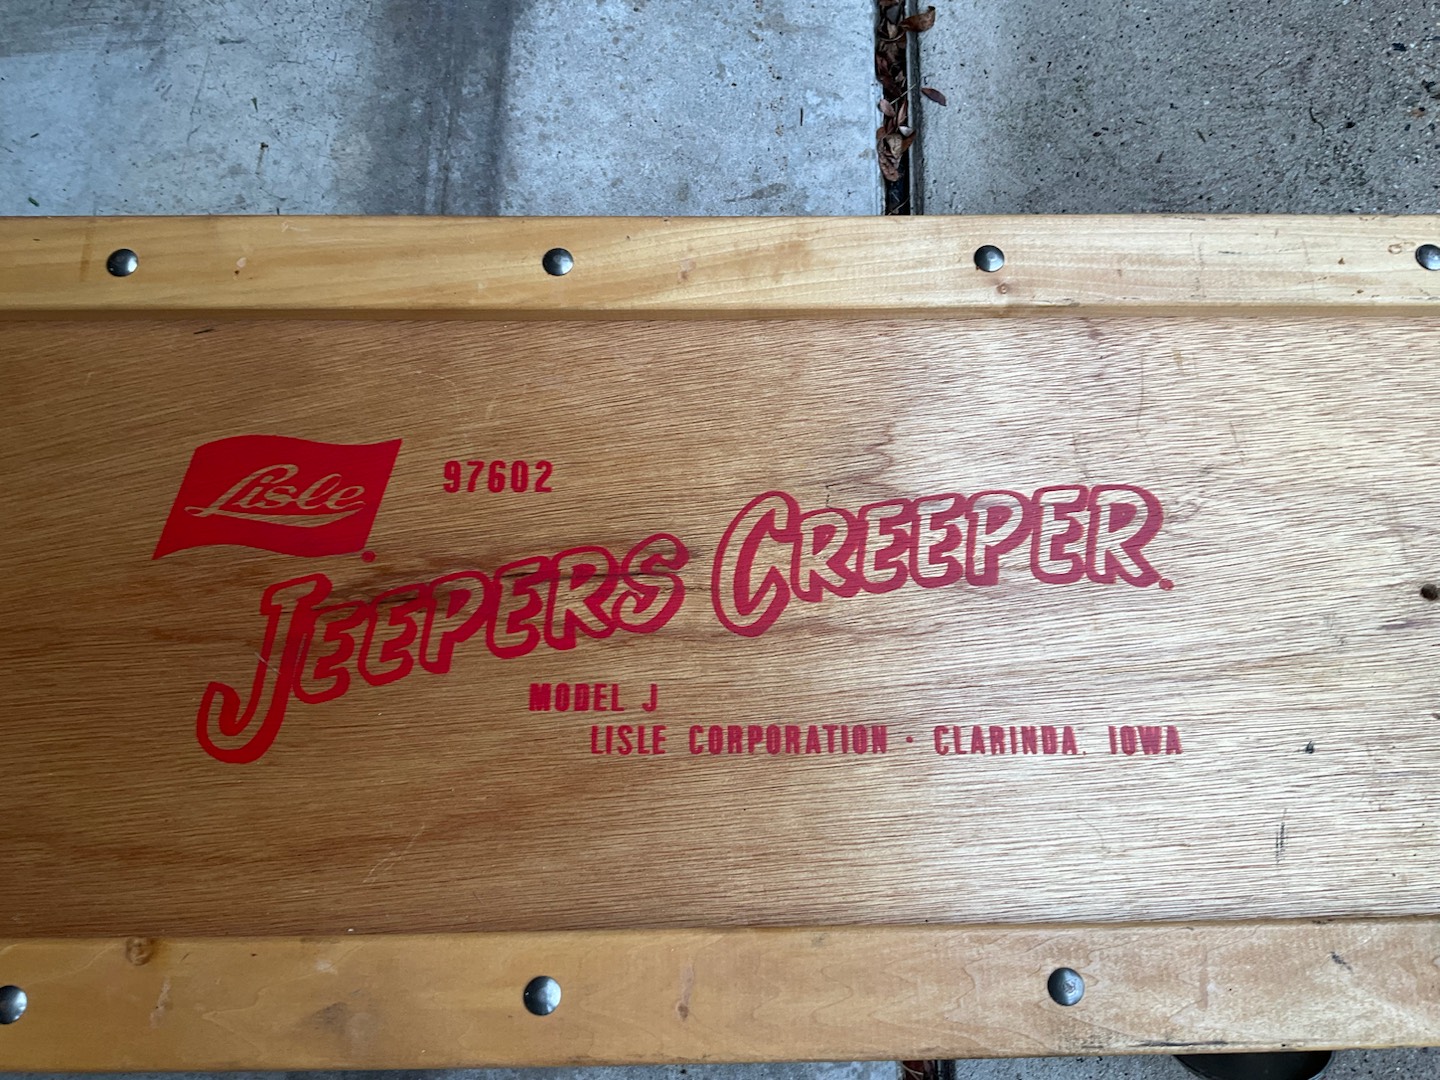 Lisle
97602
JEEPERS CREEPER
MODEL J
LISLE CORPORATION · CLARINDA, IOWA